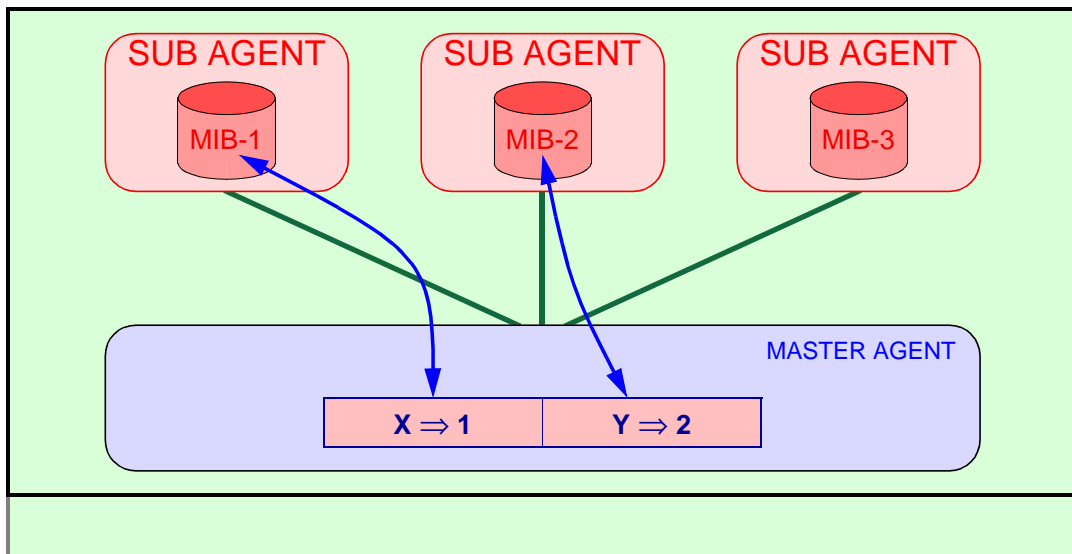 SUB AGENT
SUB AGENT
SUB AGENT
MIB-1
MIB-2
MIB-3
MASTER AGENT
X ⇒ 1
Y ⇒ 2